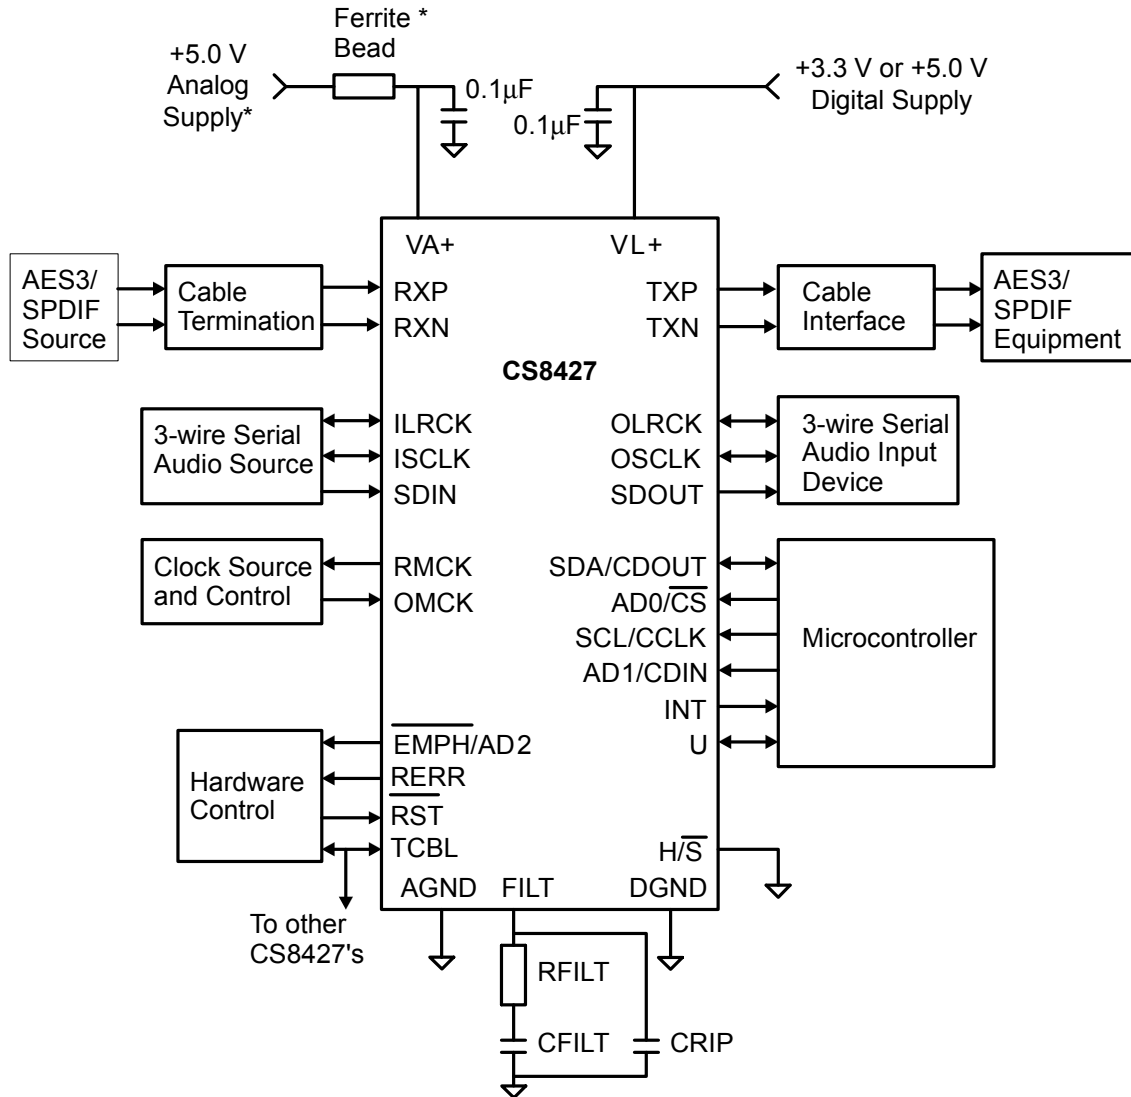 Ferrite *
Bead
+5.0 V
Analog
Supply*
0.1μF
0.1μF
+3.3 V or +5.0 V
Digital Supply
VA+
VL+
AES3/
SPDIF
Source
Cable
Termination
RXP
RXN
TXP
TXN
Cable
Interface
AES3/
SPDIF
Equipment
CS8427
3-wire Serial
Audio Source
ILRCK
ISCLK
SDIN
OLRCK
OSCLK
SDOUT
3-wire Serial
Audio Input
Device
Clock Source
and Control
RMCK
OMCK
SDA/CDOUT
AD0/C̅S̅
SCL/CCLK
AD1/CDIN
INT
U
Microcontroller
Hardware
Control
E̅M̅P̅H̅/AD2
RERR
R̅S̅T̅
TCBL
H/S̅
AGND
FILT
DGND
To other
CS8427's
RFILT
CFILT
CRIP